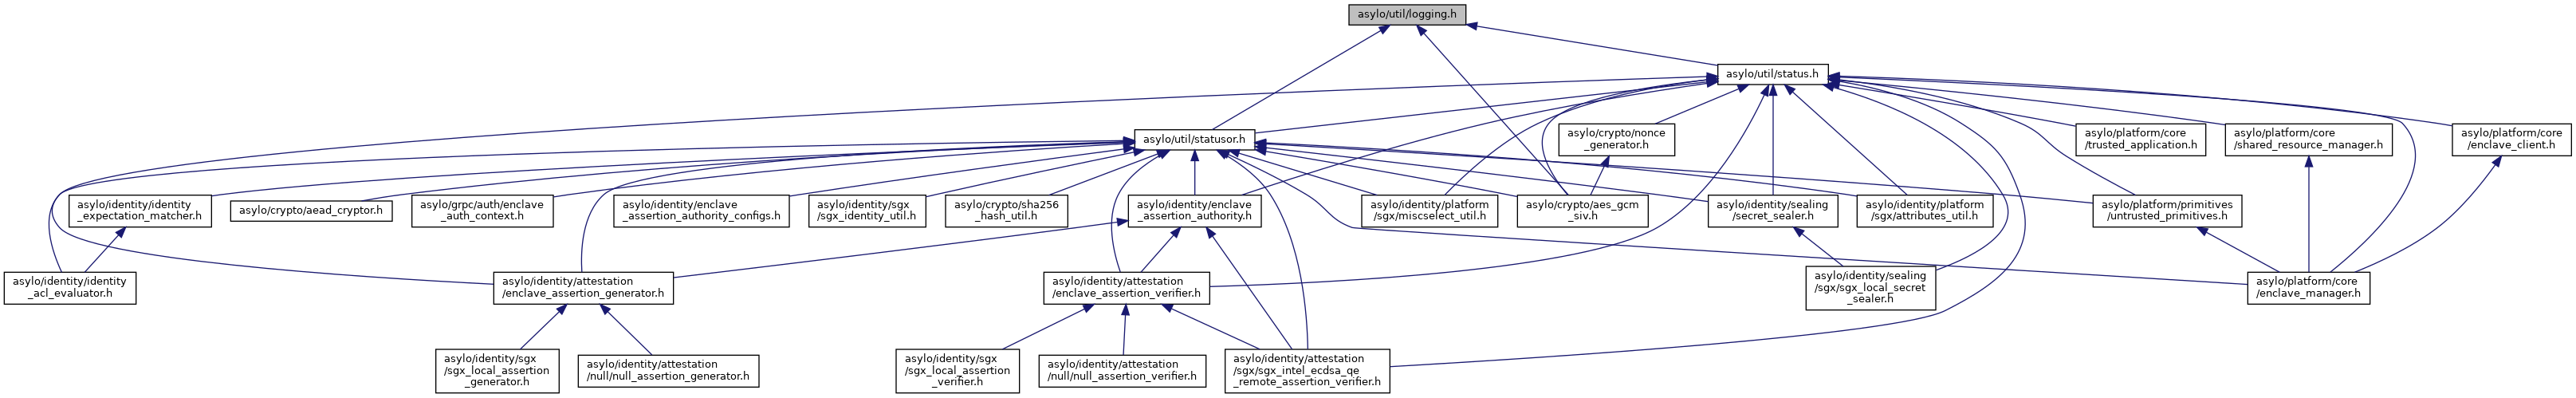 asylo/util/logging.h
asylo/util/status.h
asylo/util/statusor.h
asylo/crypto/nonce
_generator.h
asylo/platform/core
/trusted_application.h
asylo/platform/core
/shared_resource_manager.h
asylo/platform/core
/enclave_client.h
asylo/identity/identity
_expectation_matcher.h
asylo/crypto/aead_cryptor.h
asylo/grpc/auth/enclave
_auth_context.h
asylo/identity/enclave
_assertion_authority_configs.h
asylo/identity/sgx
/sgx_identity_util.h
asylo/crypto/sha256
_hash_util.h
asylo/identity/enclave
_assertion_authority.h
asylo/identity/platform
/sgx/miscselect_util.h
asylo/crypto/aes_gcm
_siv.h
asylo/identity/sealing
/secret_sealer.h
asylo/identity/platform
/sgx/attributes_util.h
asylo/platform/primitives
/untrusted_primitives.h
asylo/identity/identity
_acl_evaluator.h
asylo/identity/attestation
/enclave_assertion_generator.h
asylo/identity/attestation
/enclave_assertion_verifier.h
asylo/identity/sealing
/sgx/sgx_local_secret
_sealer.h
asylo/platform/core
/enclave_manager.h
asylo/identity/sgx
/sgx_local_assertion
_generator.h
asylo/identity/attestation
/null/null_assertion_generator.h
asylo/identity/sgx
/sgx_local_assertion
_verifier.h
asylo/identity/attestation
/null/null_assertion_verifier.h
asylo/identity/attestation
/sgx/sgx_intel_ecdsa_qe
_remote_assertion_verifier.h